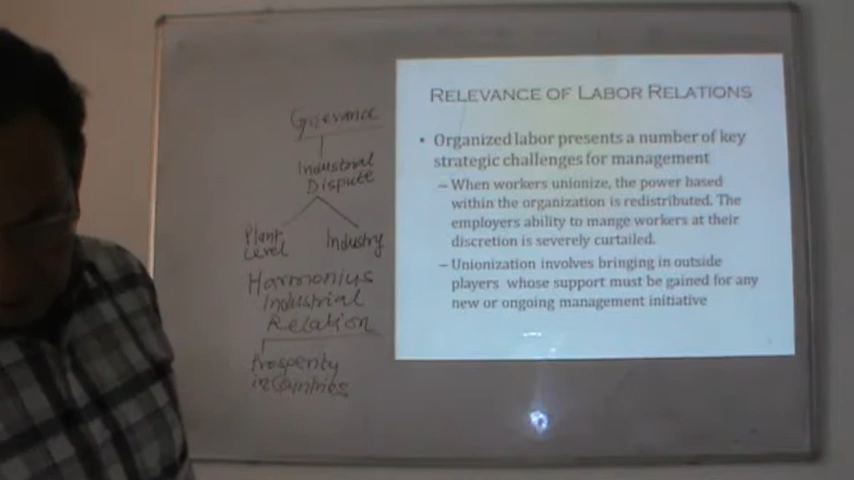 Grievance
Industrial
Dispute
Plant
Level
Industry
Harmonius
Industrial
Relation
Prosperity
in Countries
RELEVANCE OF LABOR RELATIONS
• Organized labor presents a number of key
strategic challenges for management
– When workers unionize, the power based
within the organization is redistributed. The
employers ability to mange workers at their
discretion is severely curtailed.
– Unionization involves bringing in outside
players whose support must be gained for any
new or ongoing management initiative